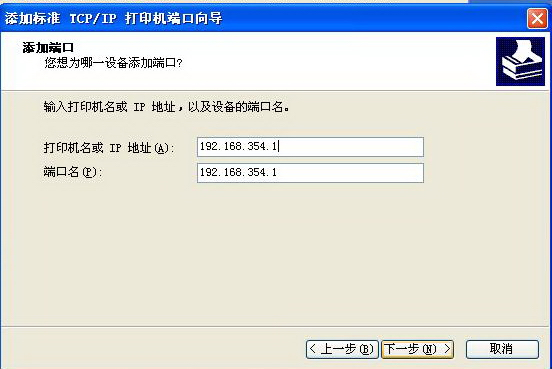 添加标准 TCP/IP 打印机端口向导
添加端口
您想为哪一设备添加端口?
输入打印机名或 IP 地址，以及设备的端口名。
打印机名或 IP 地址(A): 192.168.354.1
端口名(P): 192.168.354.1
< 上一步(B) 下一步(N) > 取消